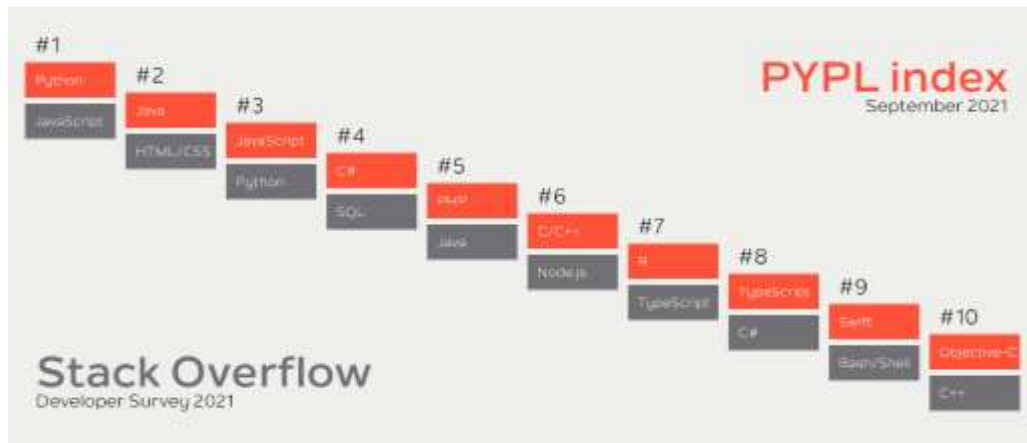 #1
Python
JavaScript
#2
Java
HTML/CSS
#3
JavaScript
Python
#4
C#
SQL
#5
PHP
Java
#6
C/C++
Node.js
#7
R
TypeScript
#8
TypeScript
C#
#9
Swift
Bash/Shell
#10
Objective-C
C++
PYPL index
September 2021
Stack Overflow
Developer Survey 2021